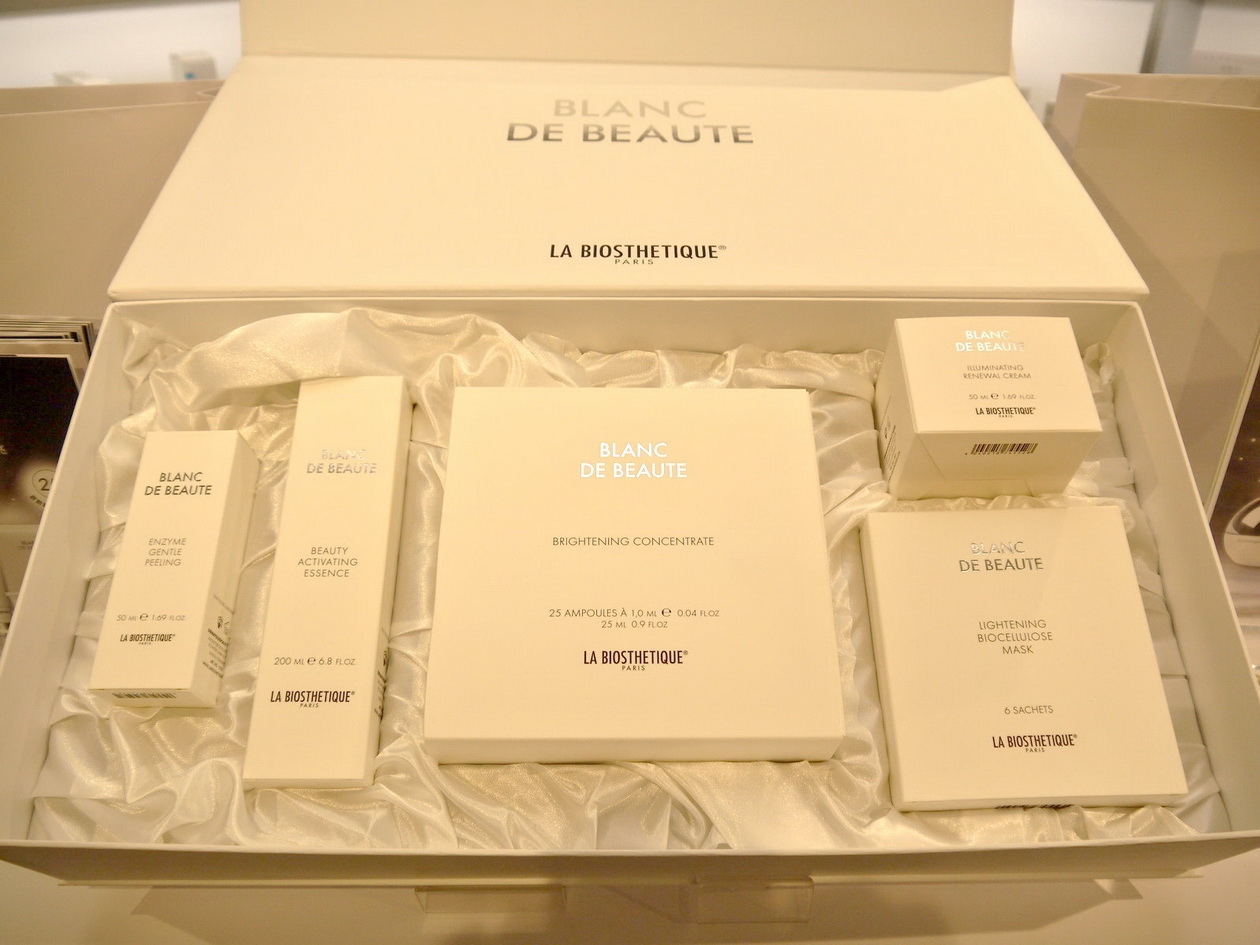 BLANC
DE BEAUTE
LA BIOSTHETIQUE®
PARIS
BLANC
DE BEAUTE
ENZYME
GENTLE
PEELING
50 ML ℮ 1.69 FL.OZ.
LA BIOSTHETIQUE®
PARIS
BLANC
DE BEAUTE
BEAUTY
ACTIVATING
ESSENCE
200 ML ℮ 6.8 FL.OZ.
LA BIOSTHETIQUE®
PARIS
BLANC
DE BEAUTE
BRIGHTENING CONCENTRATE
25 AMPOULES À 1,0 ML ℮ 0.04 FL.OZ
25 ML 0.9 FL.OZ
LA BIOSTHETIQUE®
PARIS
BLANC
DE BEAUTE
ILLUMINATING
RENEWAL CREAM
50 ML ℮ 1.69 FL.OZ.
LA BIOSTHETIQUE®
PARIS
BLANC
DE BEAUTE
LIGHTENING
BIOCELLULOSE
MASK
6 SACHETS
LA BIOSTHETIQUE®
PARIS